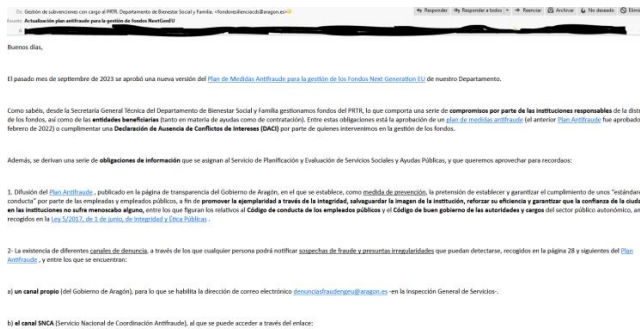 De Gestión de subvenciones con cargo al PRTR. Departamento de Bienestar Social y Familia. <fondosresilienciacds@aragon.es>
Responder Responder a todos Reenviar Archivar No deseado
Asunto Actualización plan antifraude para la gestión de fondos NextGenEU
A
Buenos días,
El pasado mes de septiembre de 2023 se aprobó una nueva versión del Plan de Medidas Antifraude para la gestión de los Fondos Next Generation EU de nuestro Departamento.
Como sabéis, desde la Secretaría General Técnica del Departamento de Bienestar Social y Familia gestionamos fondos del PRTR, lo que comporta una serie de compromisos por parte de las instituciones responsables de la
de los fondos, así como de las entidades beneficiarias (tanto en materia de ayudas como de contratación). Entre estas obligaciones está la aprobación de un plan de medidas antifraude (el anterior Plan Antifraude fue aprobado
febrero de 2022) o cumplimentar una Declaración de Ausencia de Conflictos de Intereses (DACI) por parte de quienes intervenimos en la gestión de los fondos.
Además, se derivan una serie de obligaciones de información que se asignan al Servicio de Planificación y Evaluación de Servicios Sociales y Ayudas Públicas, y que queremos aprovechar para recordaos:
1. Difusión del Plan Antifraude , publicado en la página de transparencia del Gobierno de Aragón, en el que se establece, como medida de prevención, la pretensión de establecer y garantizar el cumplimiento de unos "estándares
conducta" por parte de las empleadas y empleados públicos, a fin de promover la ejemplaridad a través de la integridad, salvaguardar la imagen de la institución, reforzar su eficiencia y garantizar que la confianza de la
en las instituciones no sufra menoscabo alguno, entre los que figuran los relativos al Código de conducta de los empleados públicos y el Código de buen gobierno de las autoridades y cargos del sector público autonómico,
recogidos en la Ley 5/2017, de 1 de junio, de Integridad y Ética Públicas .
2- La existencia de diferentes canales de denuncia, a través de los que cualquier persona podrá notificar sospechas de fraude y presuntas irregularidades que puedan detectarse, recogidos en la página 28 y siguientes del Plan
Antifraude , y entre los que se encuentran:
a) un canal propio (del Gobierno de Aragón), para lo que se habilita la dirección de correo electrónico denunciasfraudengeu@aragon.es -en la Inspección General de Servicios-.
b) el canal SNCA (Servicio Nacional de Coordinación Antifraude), al que se puede acceder a través del enlace: